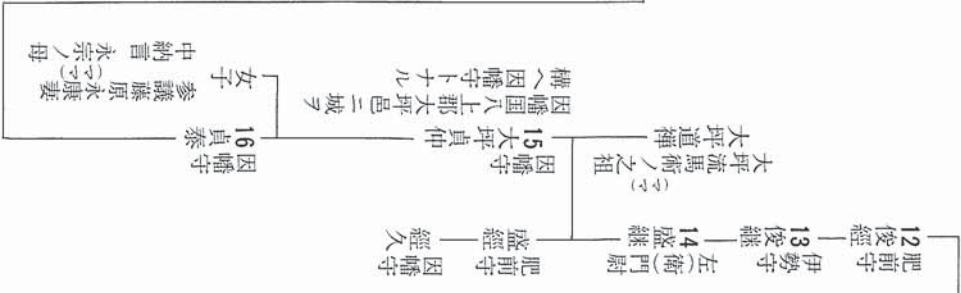 12 俊經
肥前守
13 俊継
伊勢守
14 盛継
左(衛)門尉
大坪道禪
大坪流馬術ノ之祖
(ママ)
盛經
肥前守
經久
因幡守
15 大坪貞仲
因幡守
因幡国八上郡大坪邑ニ城ヲ
構ヘ因幡守トナル
女子
参議藤原永康妻
(ママ)
中納言永宗ノ母
16 貞泰
因幡守